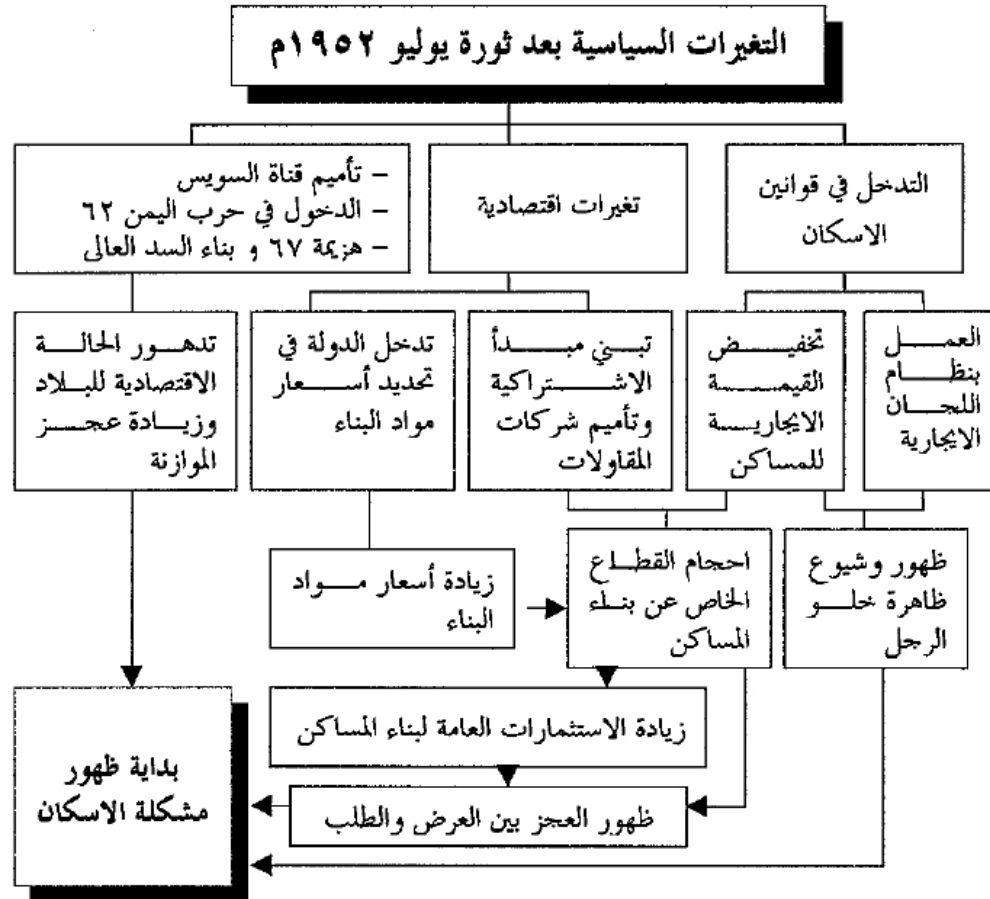 التغيرات السياسية بعد ثورة يوليو ١٩٥٢م
التدخل في قوانين
الاسكان
تغيرات اقتصادية
– تأميم قناة السويس
– الدخول في حرب اليمن ٦٢
– هزيمة ٦٧ و بناء السد العالى
العمل
بنظام
اللجان
الايجارية
تخفيض
القيمة
الايجارية
للمساكن
تبني مبدأ
الاشتراكية
وتأميم شركات
المقاولات
تدخل الدولة في
تحديد أسعار
مواد البناء
تدهور الحالة
الاقتصادية للبلاد
وزيادة عجز
الموازنة
ظهور وشيوع
ظاهرة خلو
الرجل
احجام القطاع
الخاص عن بناء
المساكن
زيادة أسعار مواد
البناء
زيادة الاستثمارات العامة لبناء المساكن
ظهور العجز بين العرض والطلب
بداية ظهور
مشكلة الاسكان